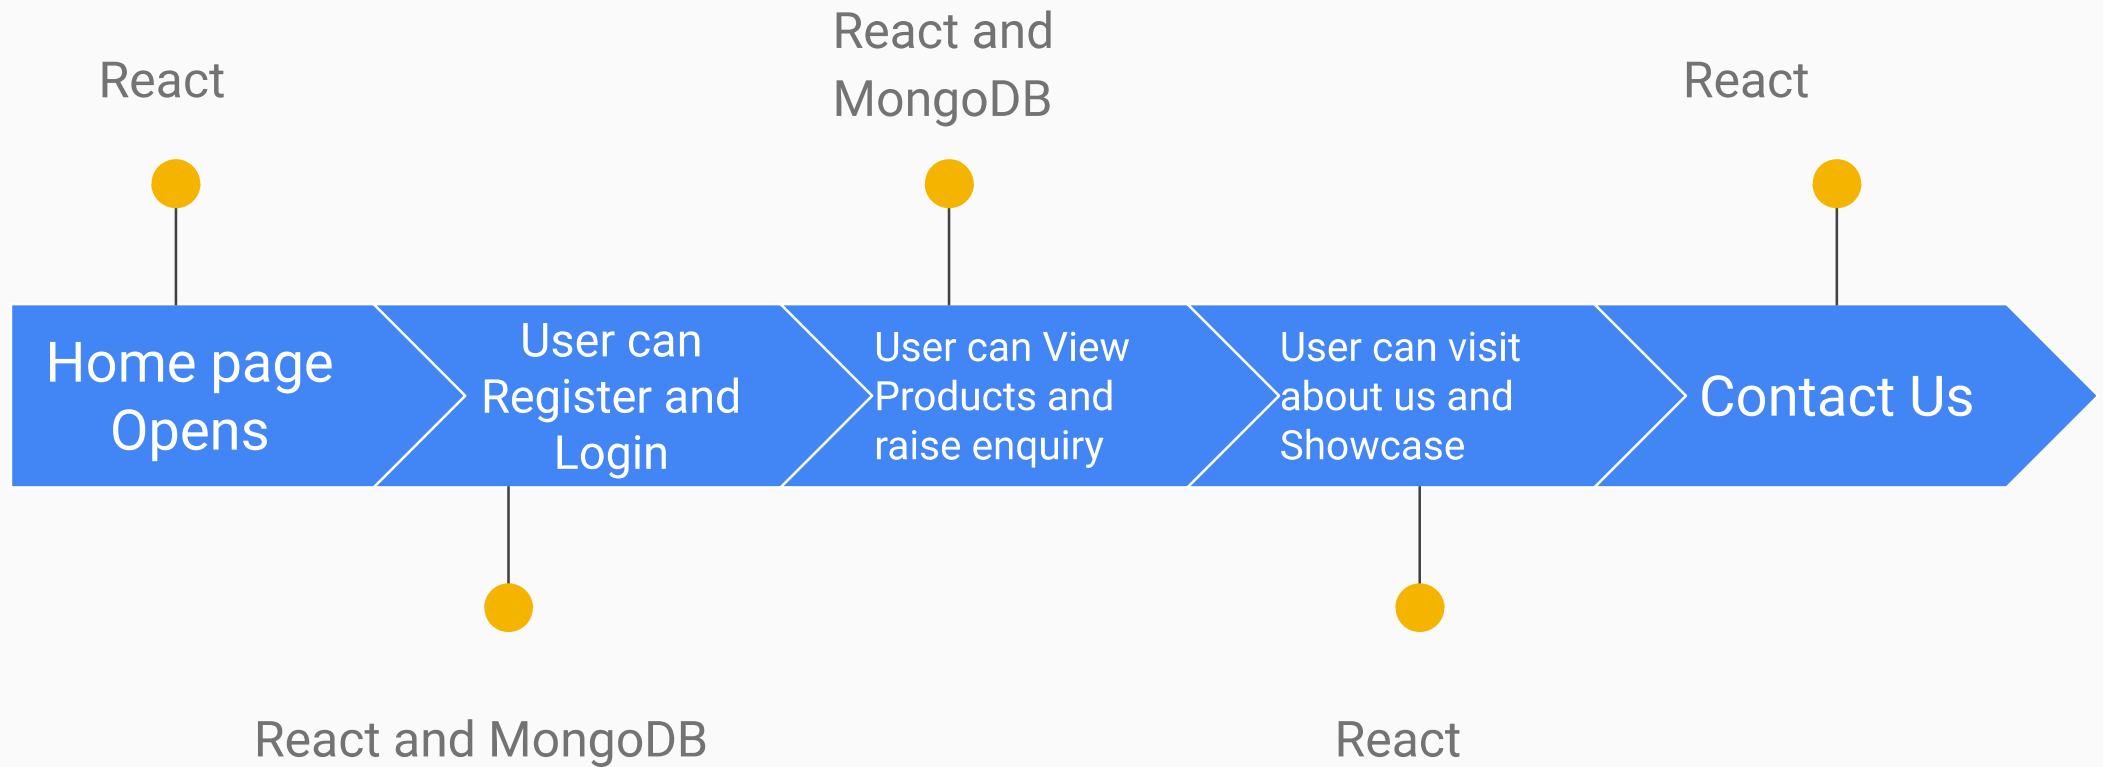 React
React and
MongoDB
React
Home page
Opens
User can
Register and
Login
User can View
Products and
raise enquiry
User can visit
about us and
Showcase
Contact Us
React and MongoDB
React